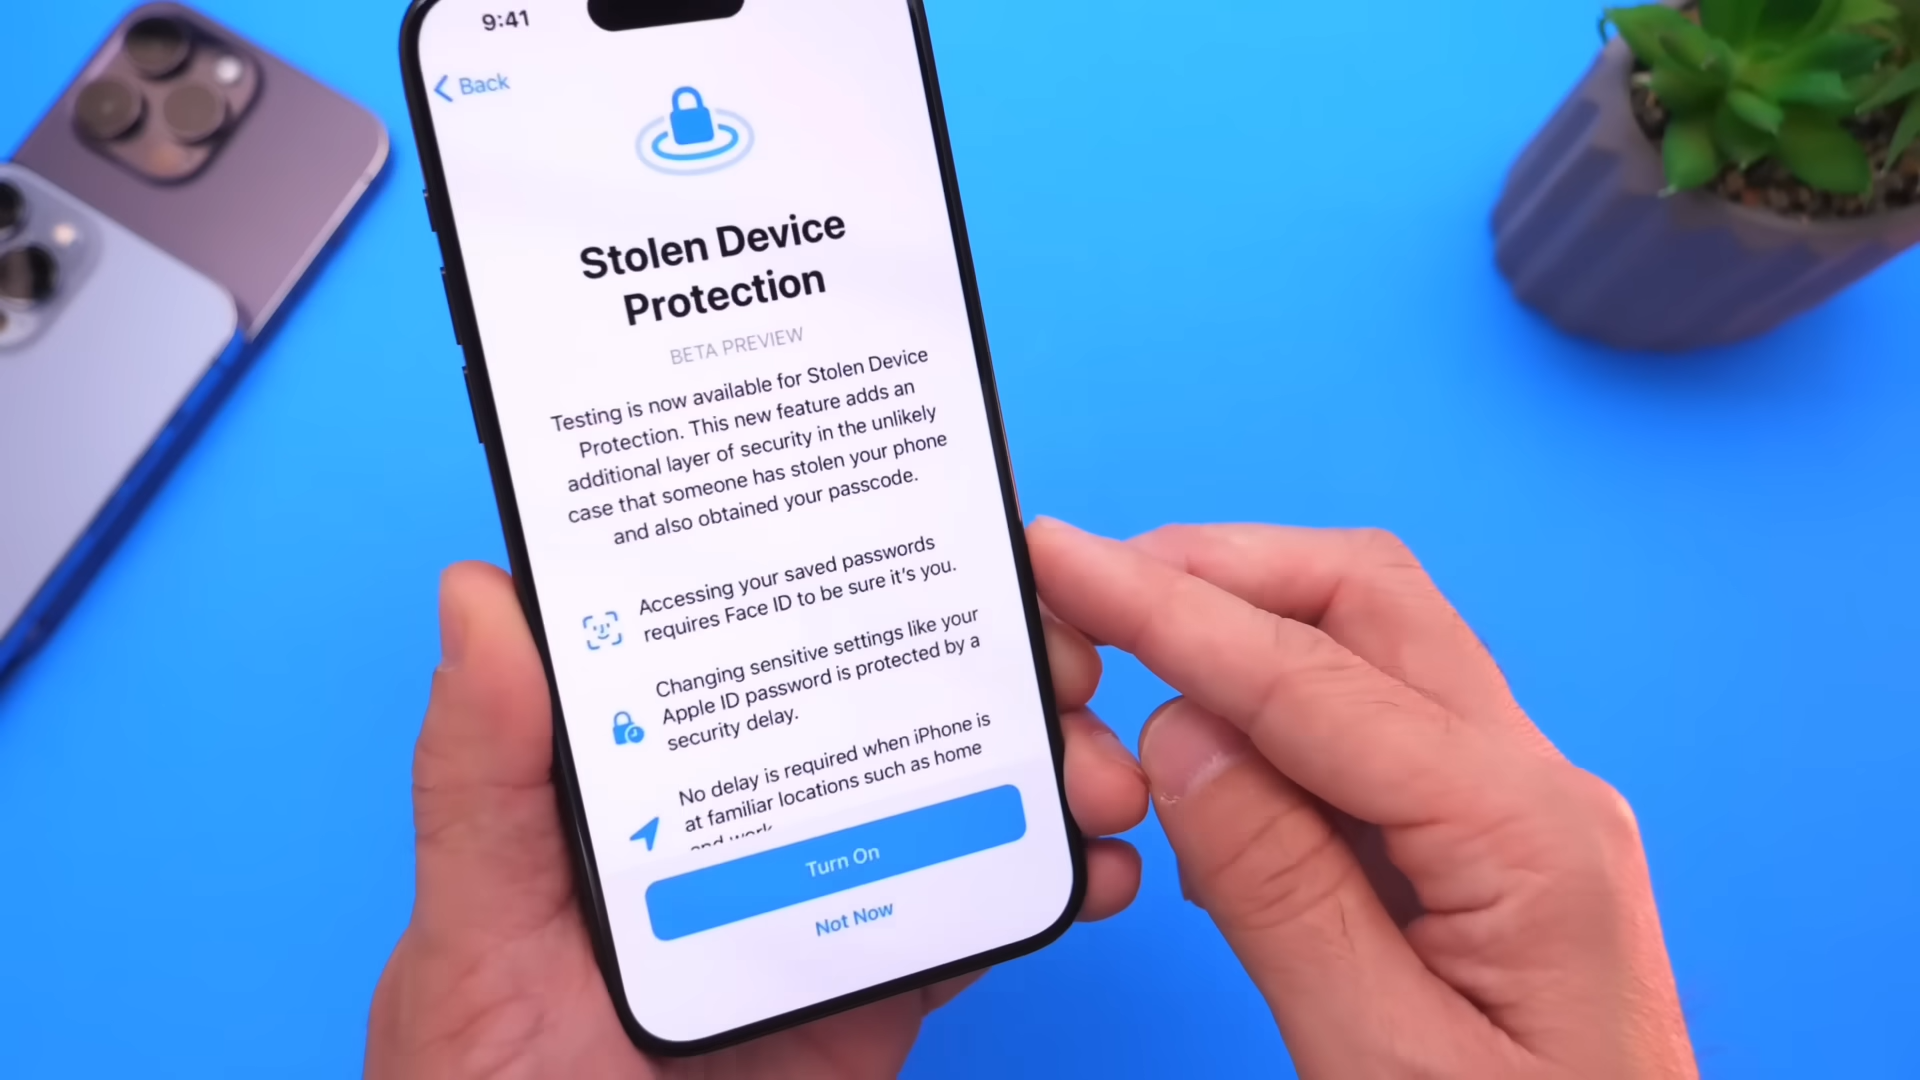 9:41
Back
Stolen Device
Protection
BETA PREVIEW
Testing is now available for Stolen Device
Protection. This new feature adds an
additional layer of security in the unlikely
case that someone has stolen your phone
and also obtained your passcode.
Accessing your saved passwords
requires Face ID to be sure it's you.
Changing sensitive settings like your
Apple ID password is protected by a
security delay.
No delay is required when iPhone is
at familiar locations such as home
and work
Turn On
Not Now